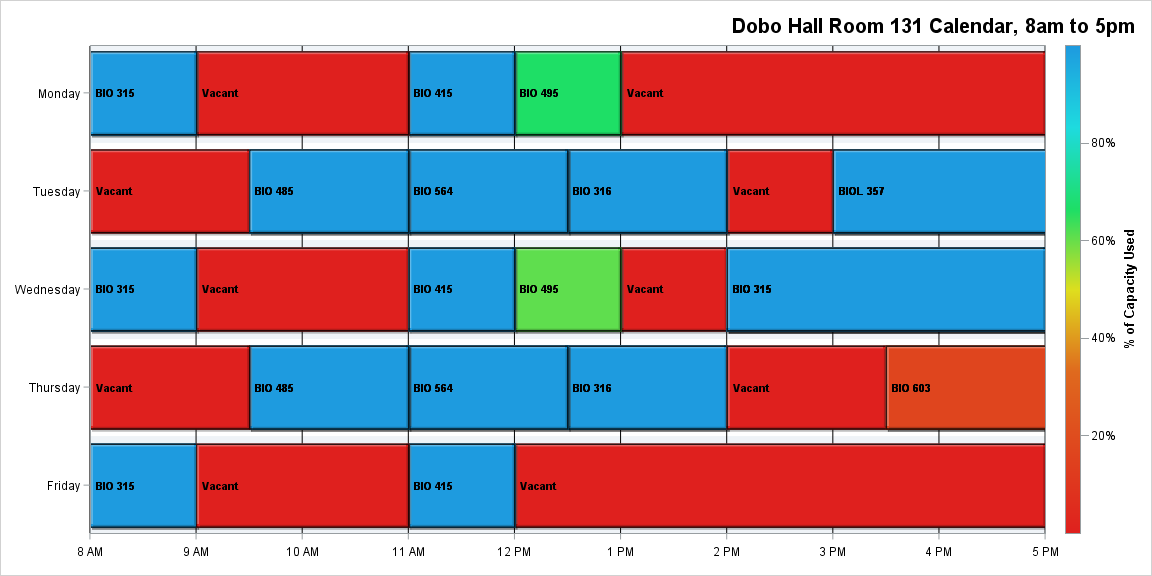 Dobo Hall Room 131 Calendar, 8am to 5pm
Monday BIO 315 Vacant BIO 415 BIO 495 Vacant
80%
Tuesday Vacant BIO 485 BIO 564 BIO 316 Vacant BIOL 357
60%
Wednesday BIO 315 Vacant BIO 415 BIO 495 Vacant BIO 315
% of Capacity Used
40%
Thursday Vacant BIO 485 BIO 564 BIO 316 Vacant BIO 603
20%
Friday BIO 315 Vacant BIO 415 Vacant
8 AM 9 AM 10 AM 11 AM 12 PM 1 PM 2 PM 3 PM 4 PM 5 PM